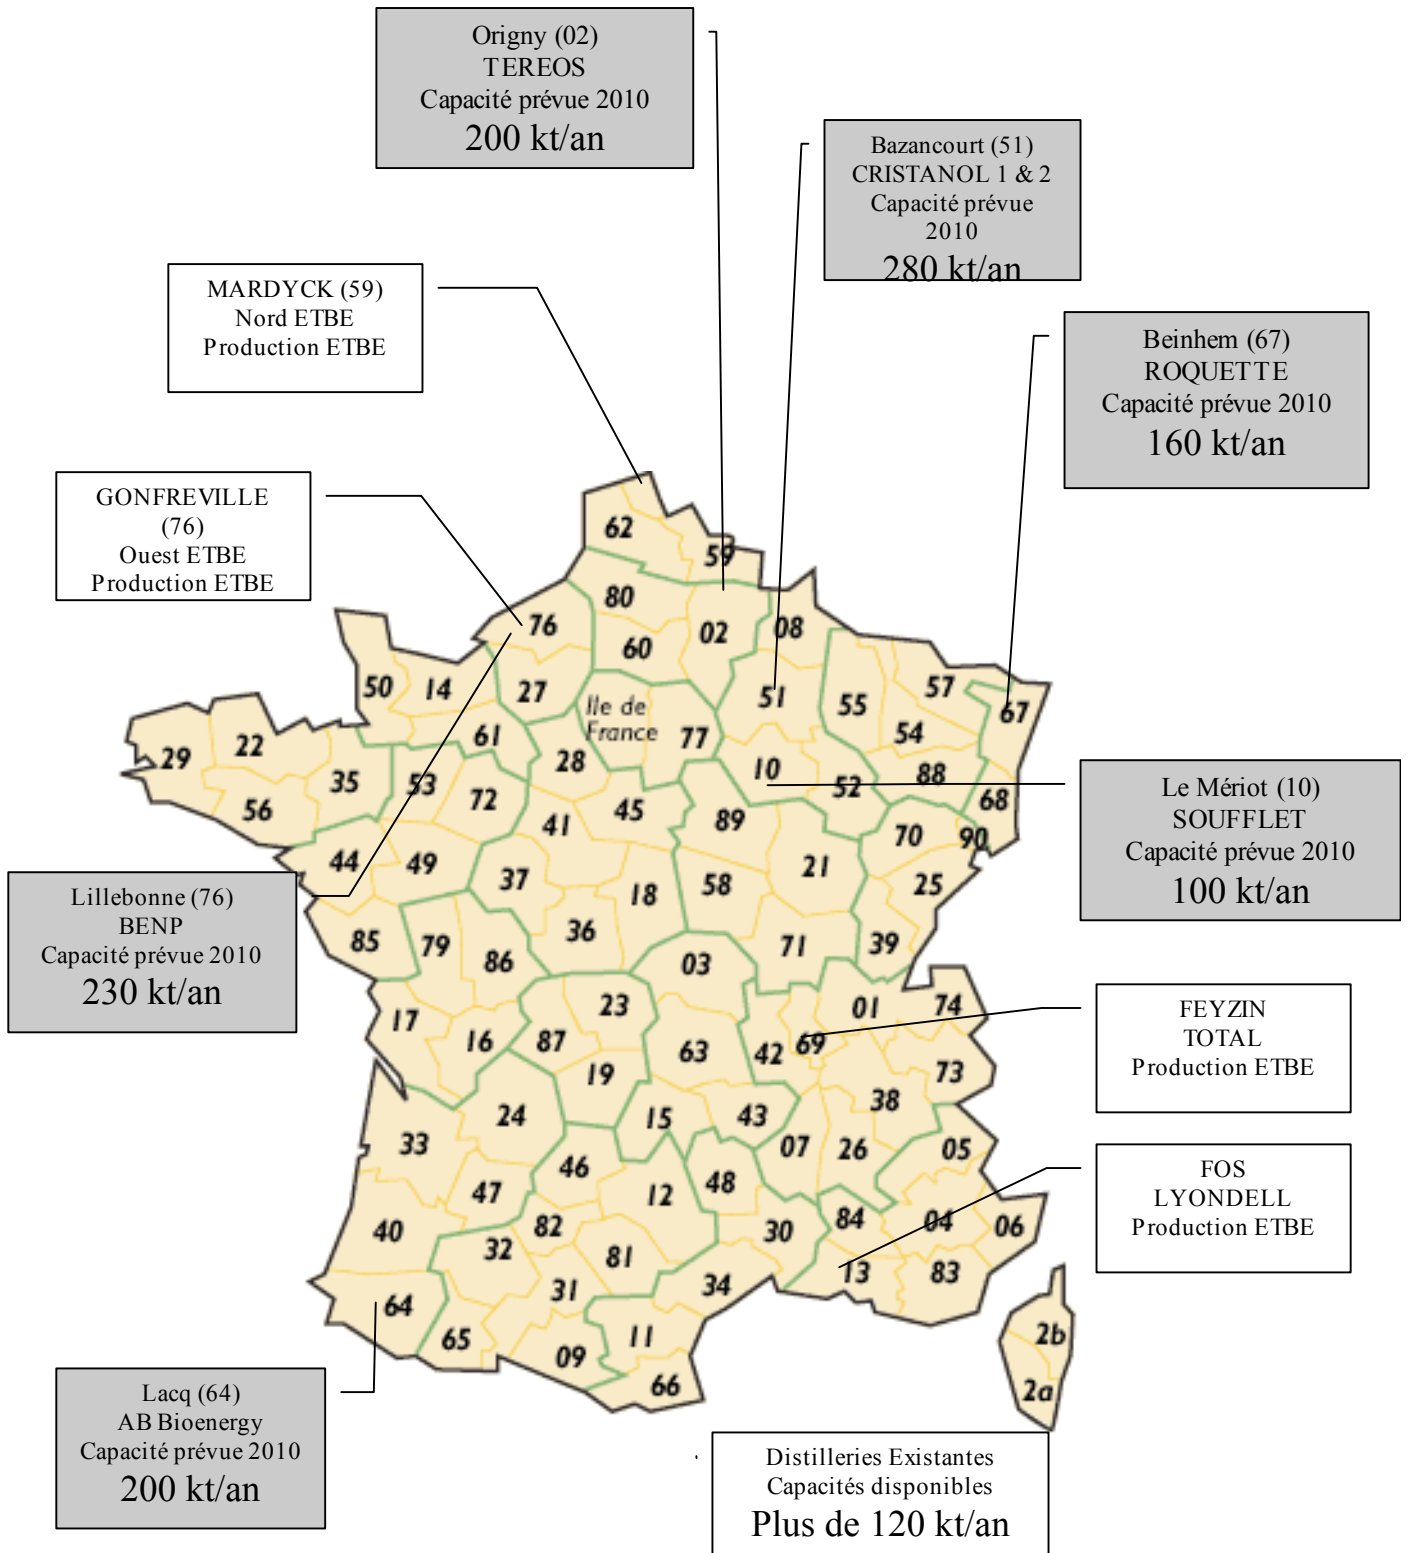 Origny (02)
TEREOS
Capacité prévue 2010
200 kt/an
Bazancourt (51)
CRISTANOL 1 & 2
Capacité prévue
2010
280 kt/an
MARDYCK (59)
Nord ETBE
Production ETBE
Beinhem (67)
ROQUETTE
Capacité prévue 2010
160 kt/an
GONFREVILLE
(76)
Ouest ETBE
Production ETBE
62
59
80
02
08
76
60
50
14
27
51
55
57
67
Ile de
France
77
54
61
28
10
52
88
29
22
35
53
72
68
56
41
45
89
70
90
44
49
37
18
58
21
25
Le Mériot (10)
SOUFFLET
Capacité prévue 2010
100 kt/an
Lillebonne (76)
BENP
Capacité prévue 2010
230 kt/an
85
79
86
36
03
71
39
17
16
87
23
63
42
69
01
74
73
19
38
FEYZIN
TOTAL
Production ETBE
24
15
43
33
07
26
05
46
47
12
48
FOS
LYONDELL
Production ETBE
40
32
82
81
30
84
04
06
31
34
13
83
64
65
09
11
66
2b
2a
Lacq (64)
AB Bioenergy
Capacité prévue 2010
200 kt/an
Distilleries Existantes
Capacités disponibles
Plus de 120 kt/an